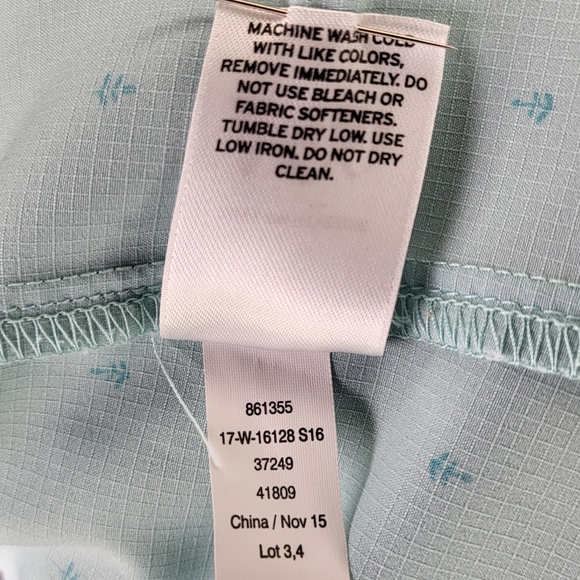 MACHINE WASH COLD
WITH LIKE COLORS,
REMOVE IMMEDIATELY. DO
NOT USE BLEACH OR
FABRIC SOFTENERS.
TUMBLE DRY LOW. USE
LOW IRON. DO NOT DRY
CLEAN.
861355
17-W-16128 S16
37249
41809
China / Nov 15
Lot 3,4